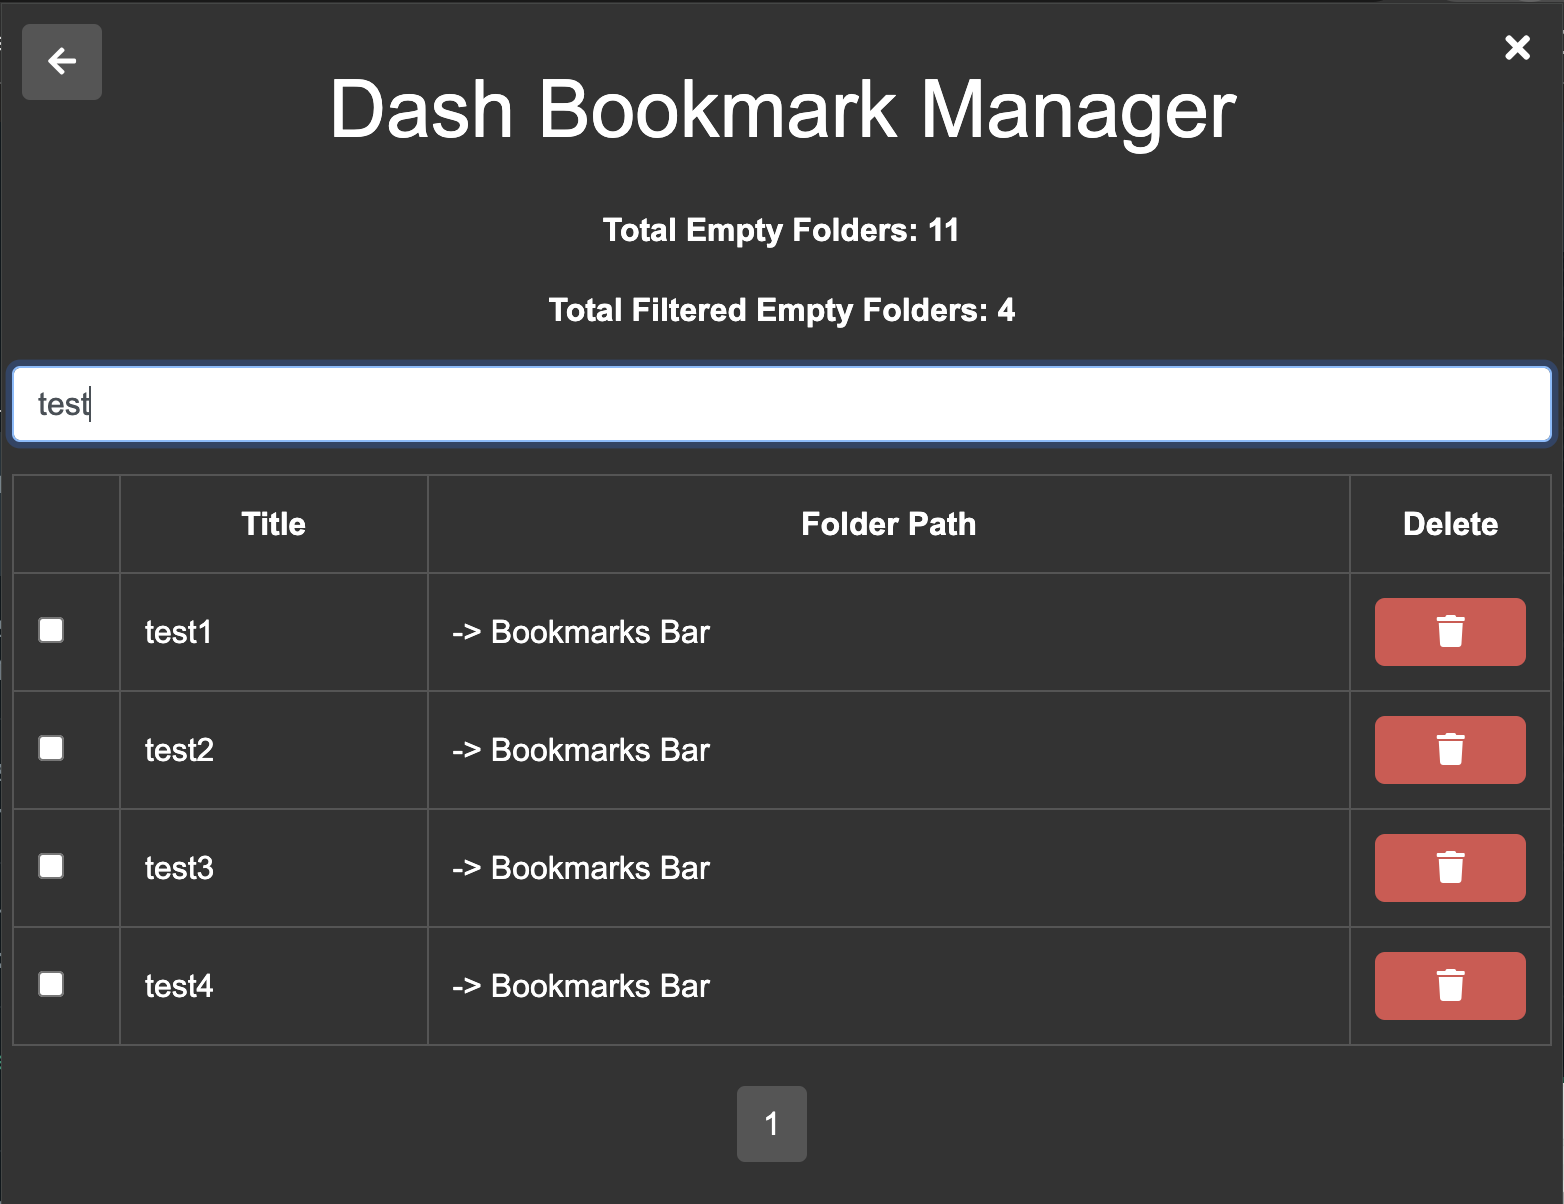 Dash Bookmark Manager
Total Empty Folders: 11
Total Filtered Empty Folders: 4
test
Title Folder Path Delete
test1 -> Bookmarks Bar
test2 -> Bookmarks Bar
test3 -> Bookmarks Bar
test4 -> Bookmarks Bar
1